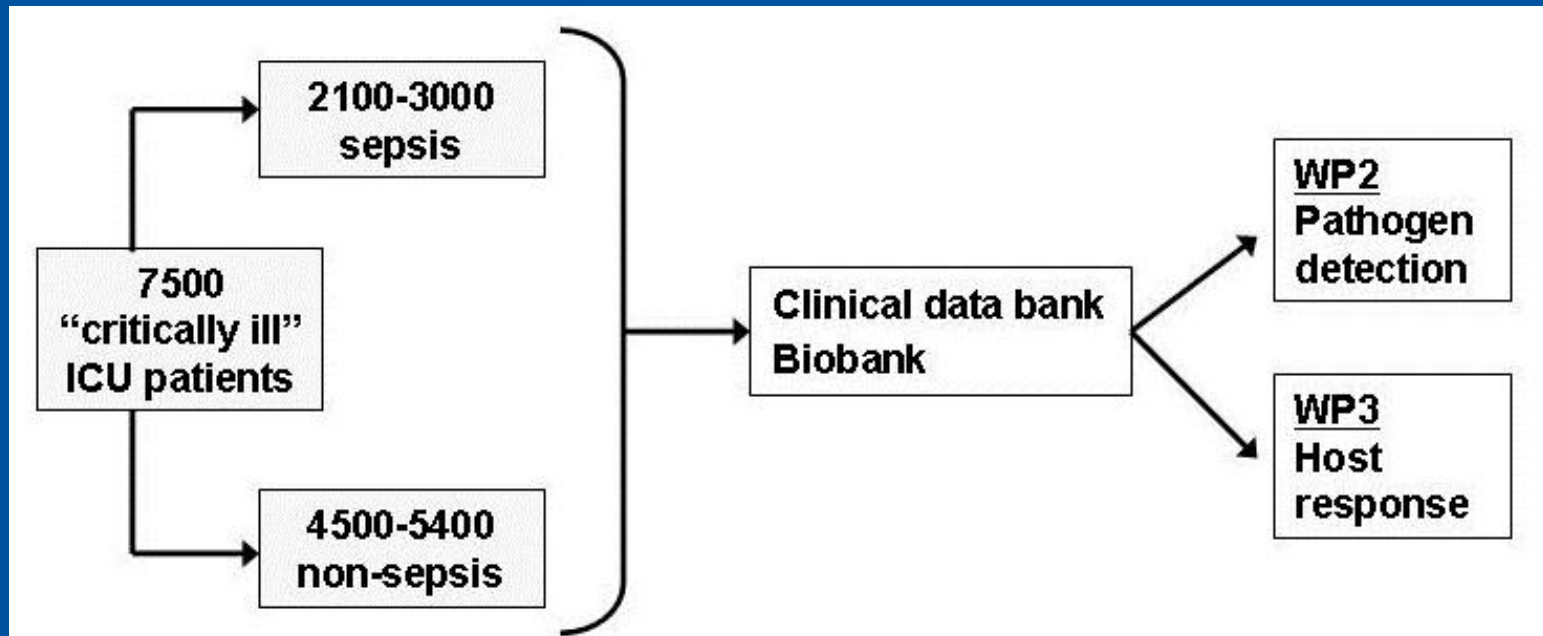 2100-3000
sepsis
7500
“critically ill”
ICU patients
4500-5400
non-sepsis
Clinical data bank
Biobank
WP2
Pathogen
detection
WP3
Host
response